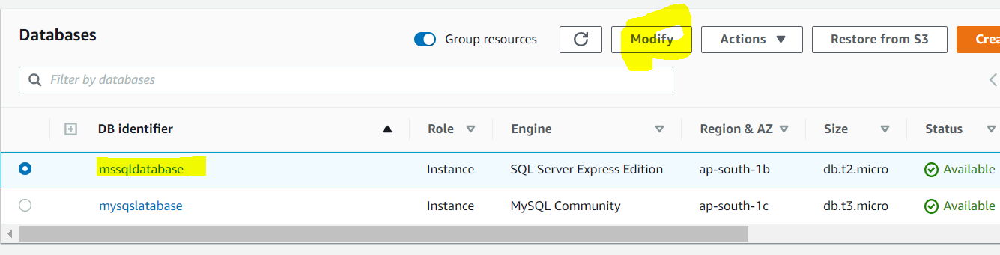 Databases
Group resources
Modify
Actions
Restore from S3
Crea
Filter by databases
DB identifier Role Engine Region & AZ Size Status
mssqldatabase Instance SQL Server Express Edition ap-south-1b db.t2.micro Available
mysqslatabase Instance MySQL Community ap-south-1c db.t3.micro Available